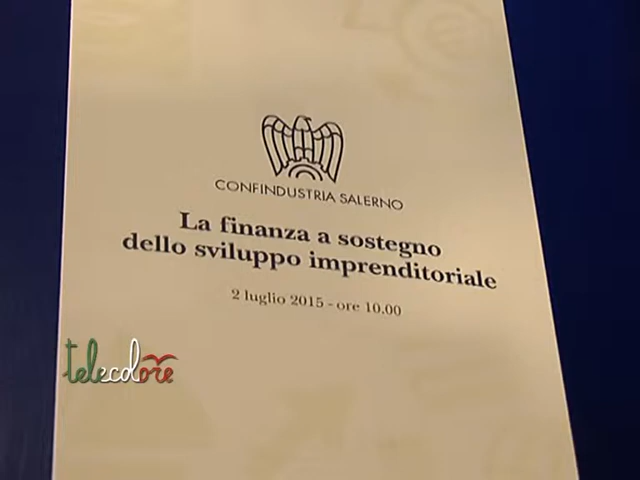 CONFINDUSTRIA SALERNO
La finanza a sostegno
dello sviluppo imprenditoriale
2 luglio 2015 - ore 10.00
telecolore